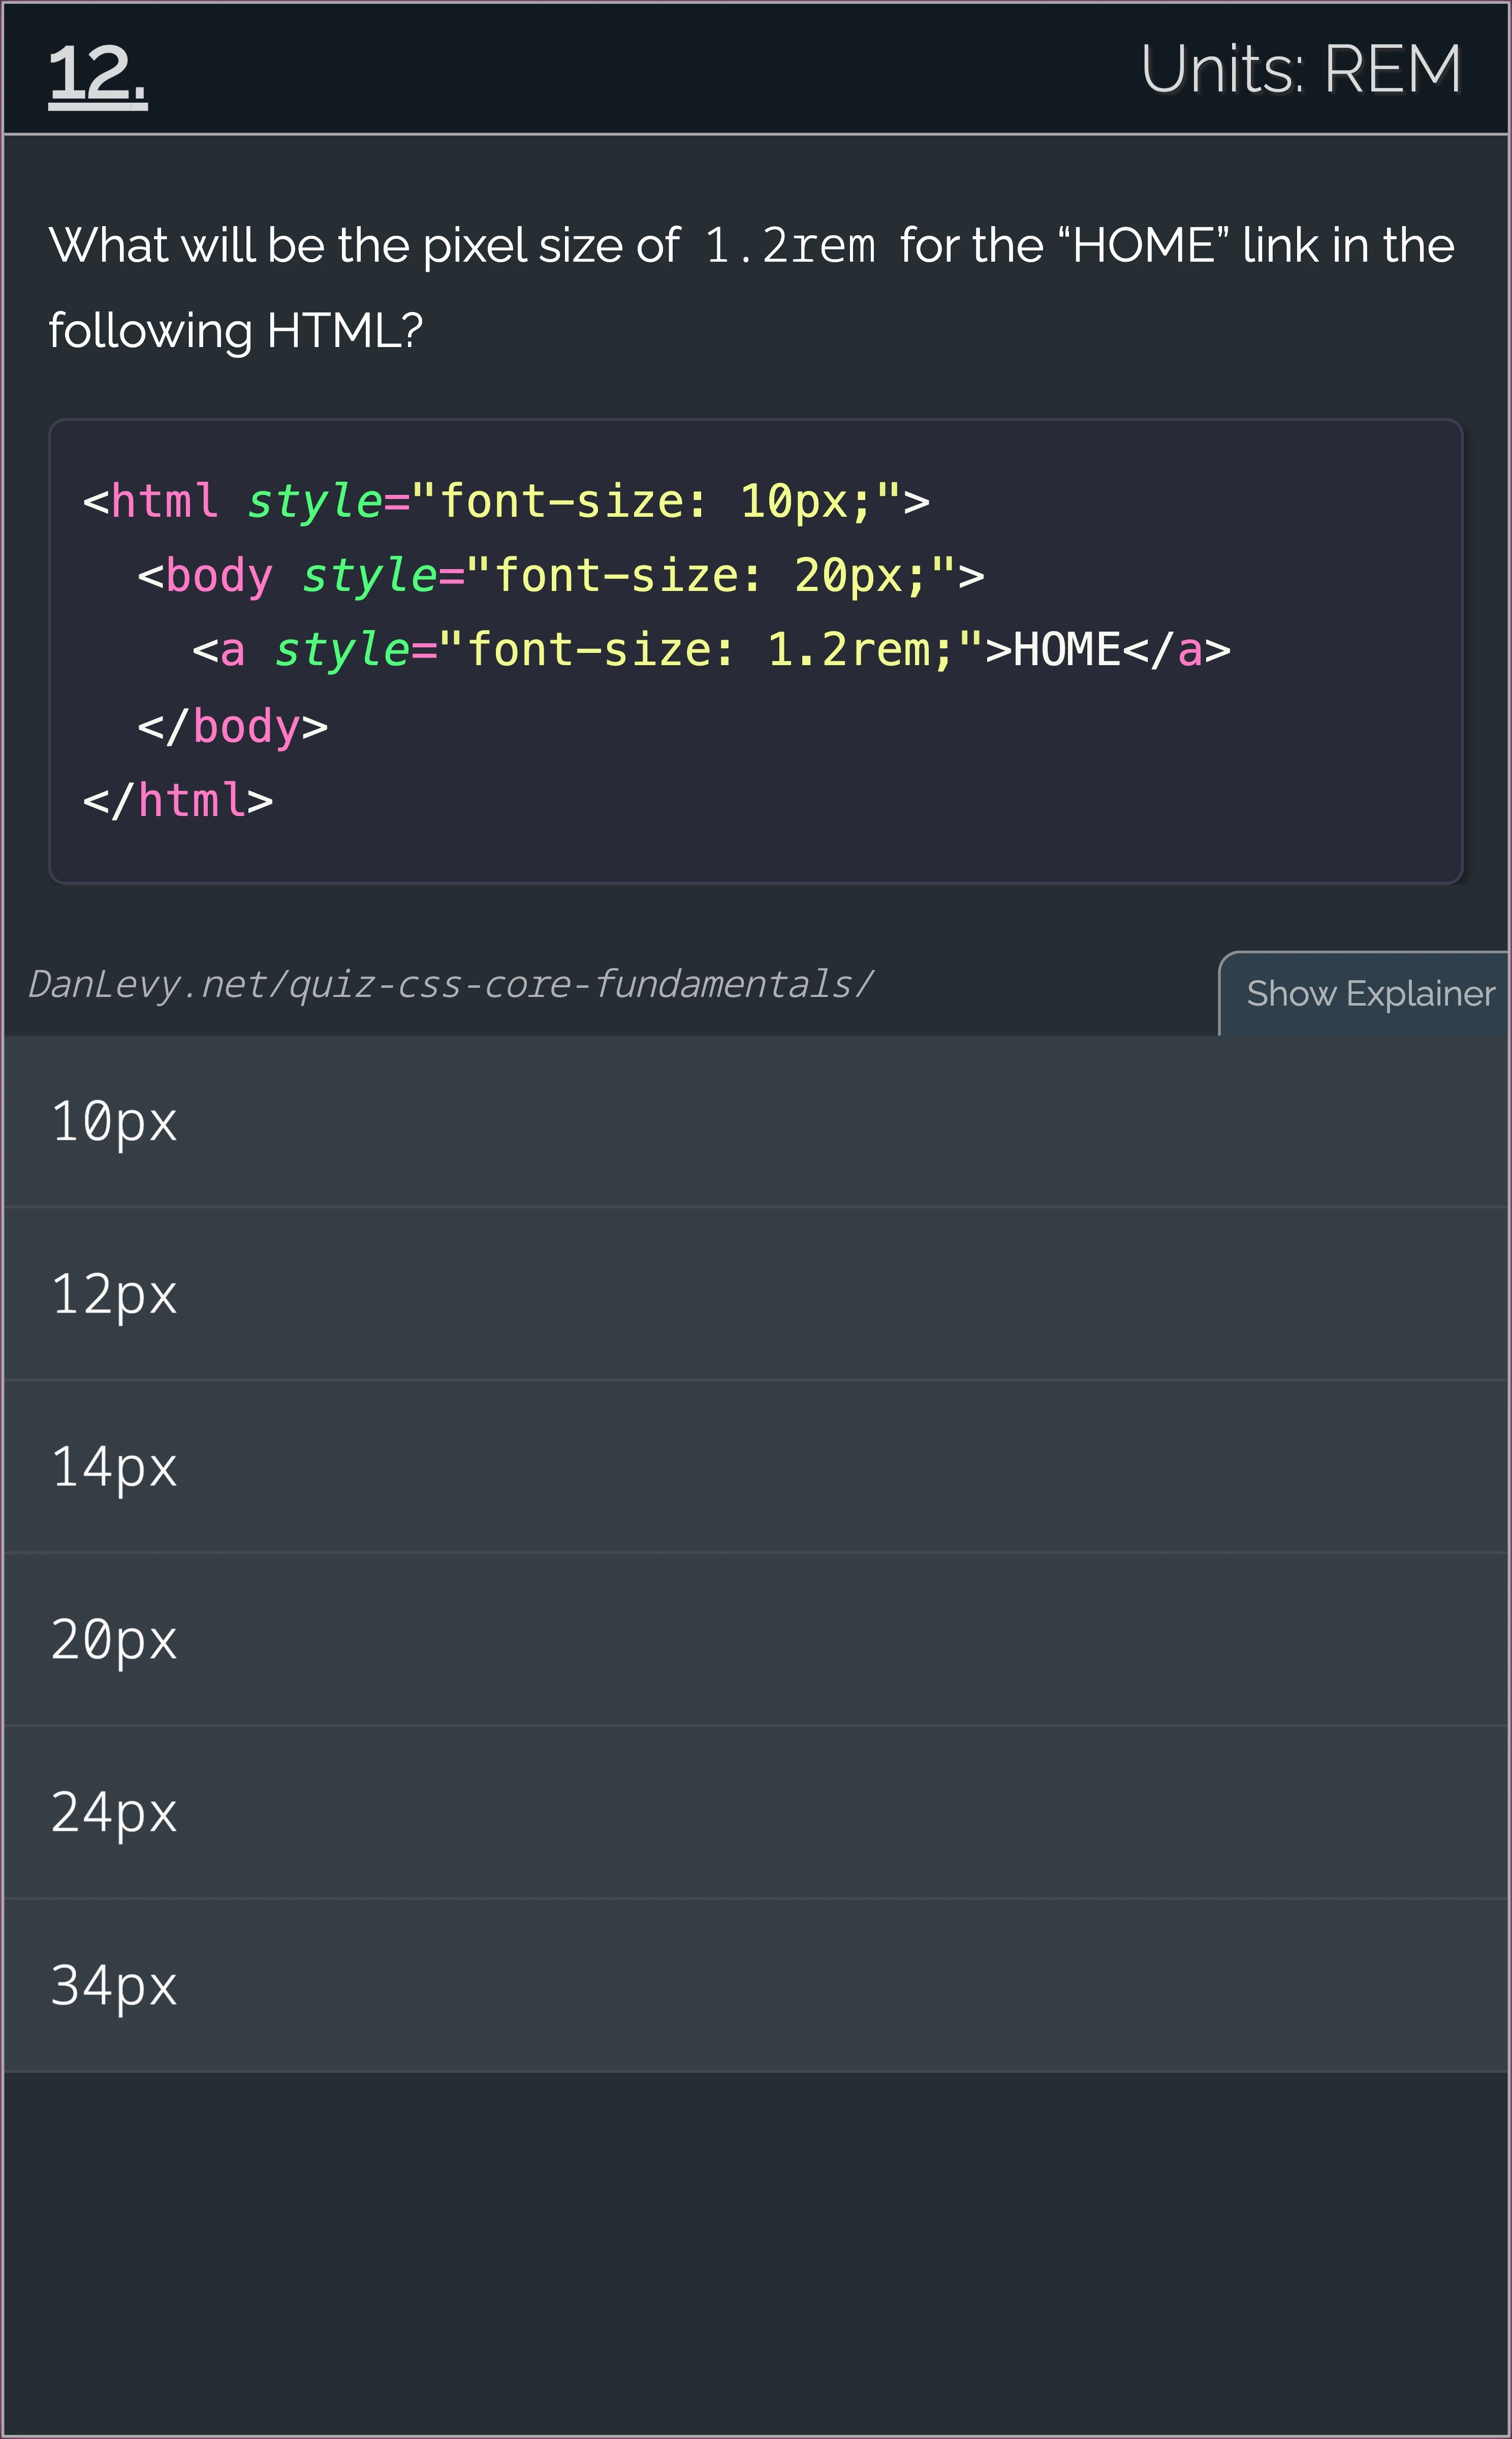 12.
Units: REM
What will be the pixel size of 1.2rem for the “HOME” link in the
following HTML?
<html style="font-size: 10px;">
  <body style="font-size: 20px;">
    <a style="font-size: 1.2rem;">HOME</a>
  </body>
</html>
DanLevy.net/quiz-css-core-fundamentals/
Show Explainer
10px
12px
14px
20px
24px
34px